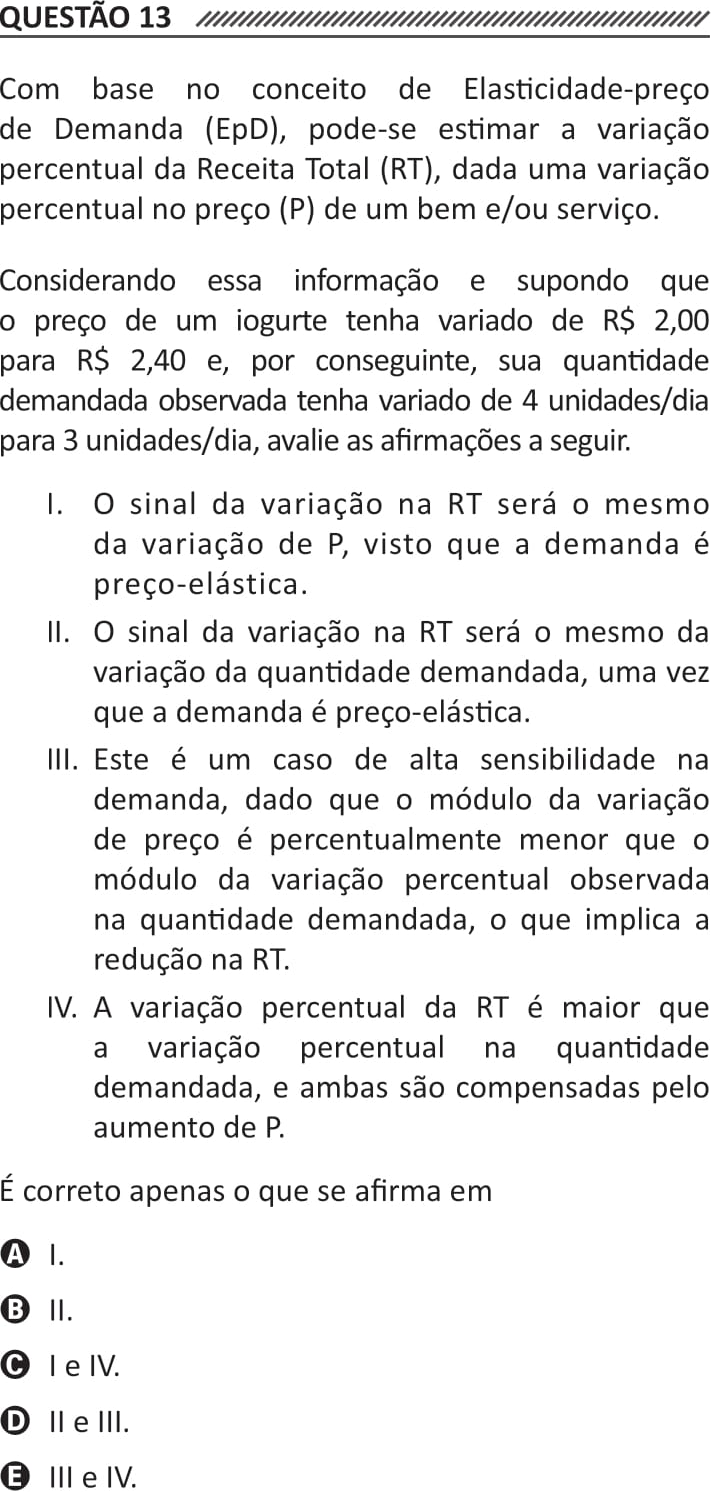 QUESTÃO 13
Com base no conceito de Elasticidade-preço
de Demanda (EpD), pode-se estimar a variação
percentual da Receita Total (RT), dada uma variação
percentual no preço (P) de um bem e/ou serviço.
Considerando essa informação e supondo que
o preço de um iogurte tenha variado de R$ 2,00
para R$ 2,40 e, por conseguinte, sua quantidade
demandada observada tenha variado de 4 unidades/dia
para 3 unidades/dia, avalie as afirmações a seguir.
I. O sinal da variação na RT será o mesmo
da variação de P, visto que a demanda é
preço-elástica.
II. O sinal da variação na RT será o mesmo da
variação da quantidade demandada, uma vez
que a demanda é preço-elástica.
III. Este é um caso de alta sensibilidade na
demanda, dado que o módulo da variação
de preço é percentualmente menor que o
módulo da variação percentual observada
na quantidade demandada, o que implica a
redução na RT.
IV. A variação percentual da RT é maior que
a variação percentual na quantidade
demandada, e ambas são compensadas pelo
aumento de P.
É correto apenas o que se afirma em
A I.
B II.
C I e IV.
D II e III.
E III e IV.